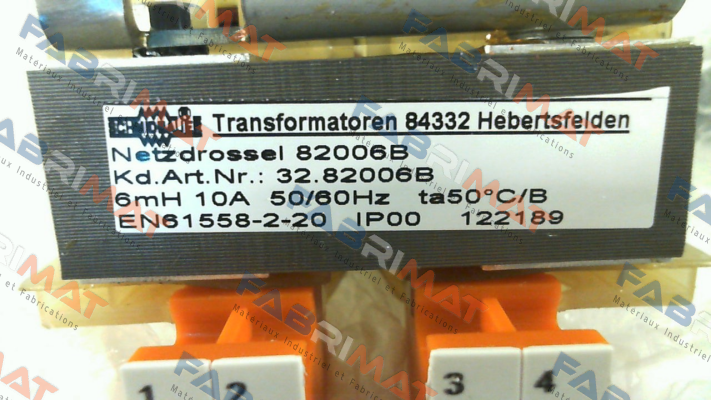 Transformatoren 84332 Hebertsfelden
Netzdrossel 82006B
Kd.Art.Nr.: 32.82006B
6mH 10A 50/60Hz ta50°C/B
EN61558-2-20 IP00 122189
1 2 3 4
FABRIMAT
Materiaux Industriel et Fabrications